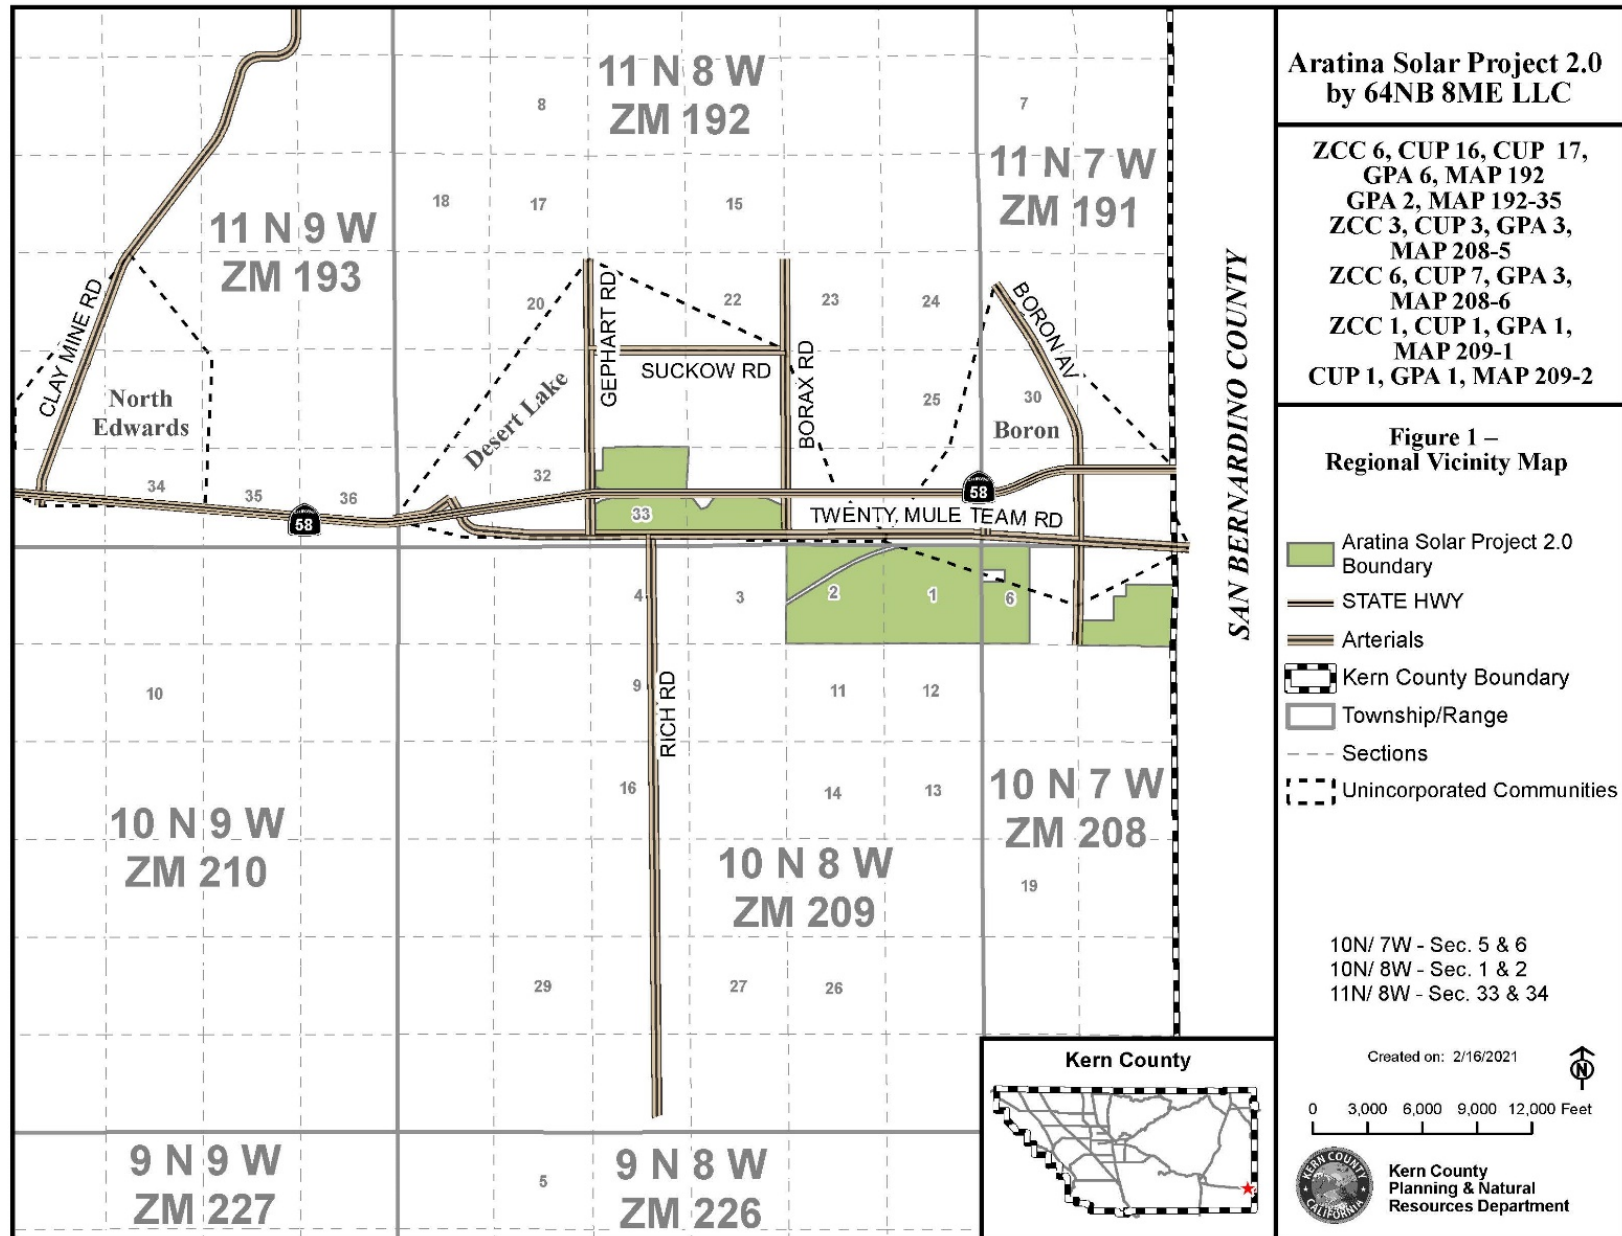 11 N 8 W
ZM 192
8
7
11 N 7 W
ZM 191
18
17
15
11 N 9 W
ZM 193
20
22
23
24
CLAY MINE RD
GEPHART RD
SUCKOW RD
BORAX RD
BORON AV
North
Edwards
Desert Lake
25
30
Boron
34
35
36
32
58
58
33
TWENTY MULE TEAM RD
SAN BERNARDINO COUNTY
4
3
2
1
6
10
9
RICH RD
11
12
16
14
13
10 N 7 W
ZM 208
10 N 9 W
ZM 210
10 N 8 W
ZM 209
19
29
27
26
9 N 9 W
ZM 227
5
9 N 8 W
ZM 226
Kern County
Aratina Solar Project 2.0
by 64NB 8ME LLC
ZCC 6, CUP 16, CUP 17,
GPA 6, MAP 192
GPA 2, MAP 192-35
ZCC 3, CUP 3, GPA 3,
MAP 208-5
ZCC 6, CUP 7, GPA 3,
MAP 208-6
ZCC 1, CUP 1, GPA 1,
MAP 209-1
CUP 1, GPA 1, MAP 209-2
Figure 1 –
Regional Vicinity Map
Aratina Solar Project 2.0
Boundary
STATE HWY
Arterials
Kern County Boundary
Township/Range
Sections
Unincorporated Communities
10N/ 7W - Sec. 5 & 6
10N/ 8W - Sec. 1 & 2
11N/ 8W - Sec. 33 & 34
Created on: 2/16/2021
N
0 3,000 6,000 9,000 12,000 Feet
KERN COUNTY
CALIFORNIA
Kern County
Planning & Natural
Resources Department